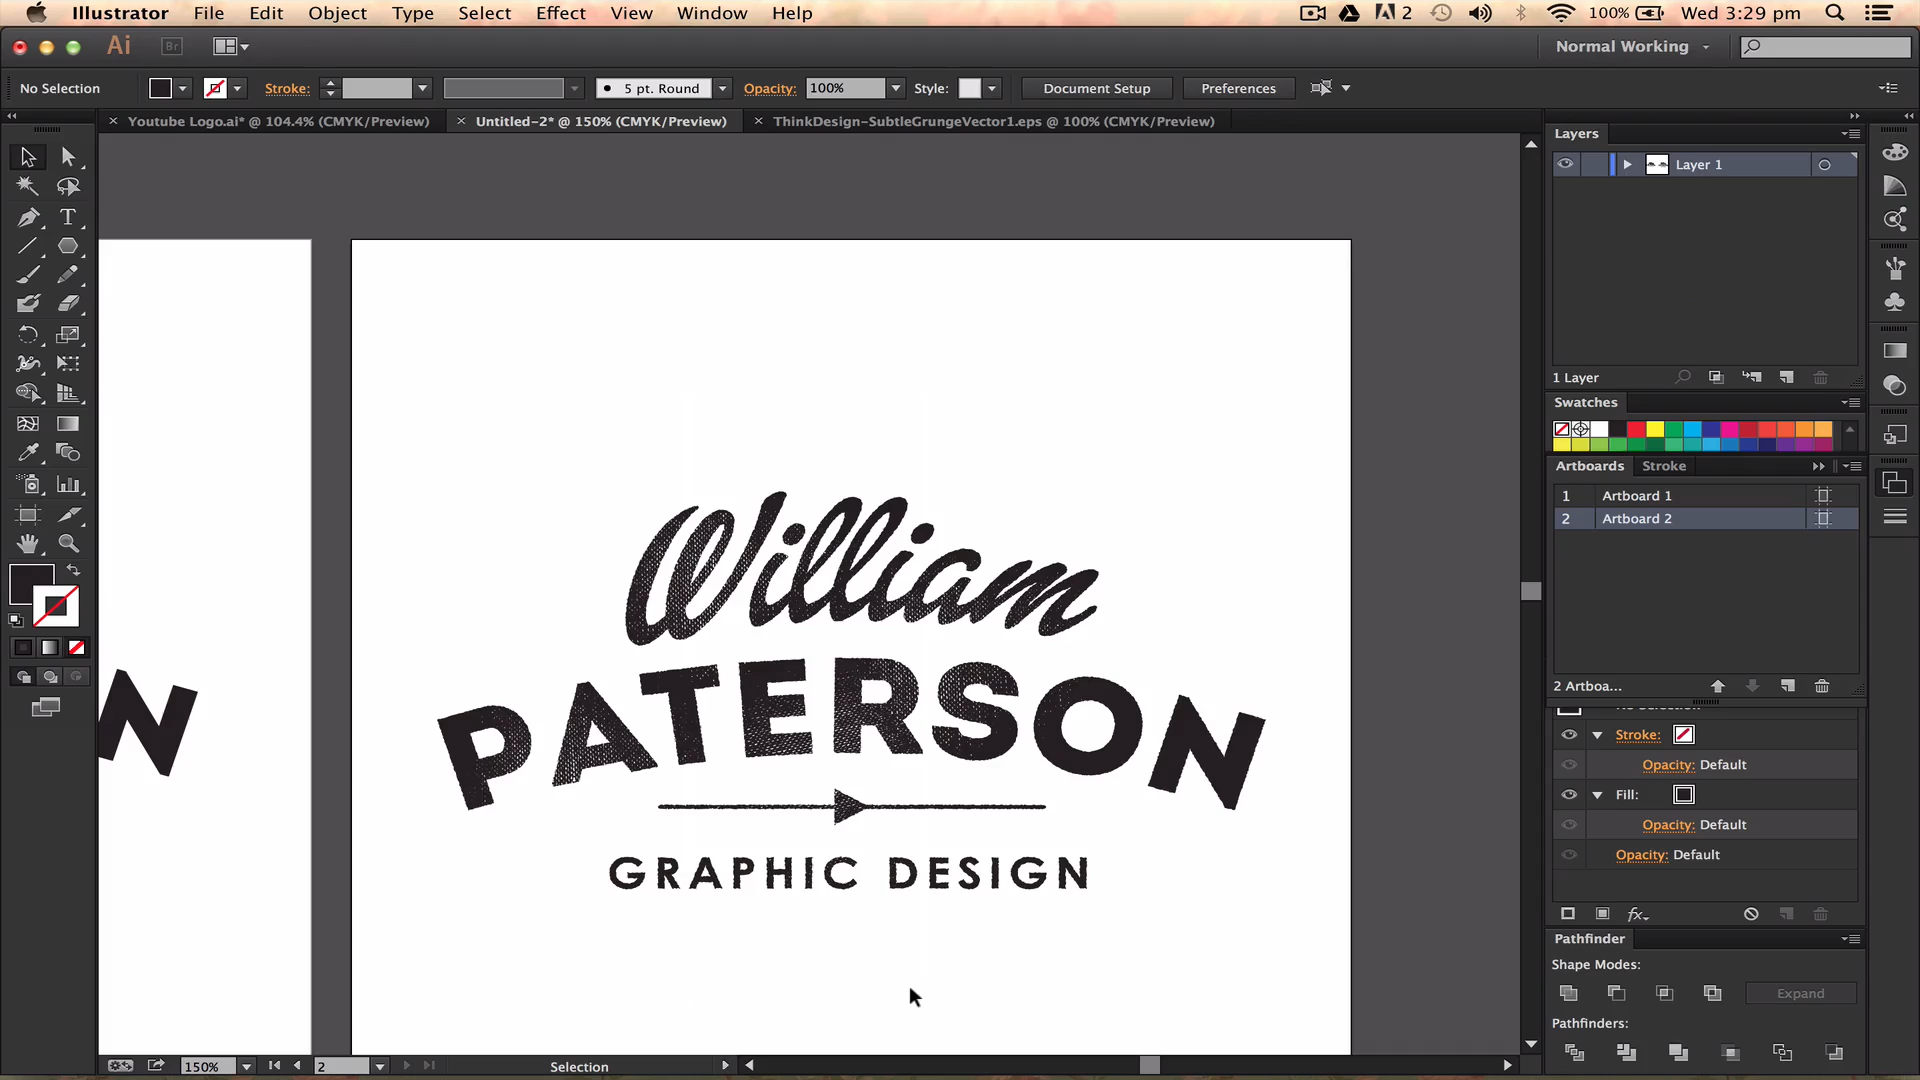 Illustrator File Edit Object Type Select Effect View Window Help 2 100% Wed 3:29 pm
Ai Br Normal Working
No Selection Stroke: 5 pt. Round Opacity: 100% Style: Document Setup Preferences
× Youtube Logo.ai* @ 104.4% (CMYK/Preview) × Untitled-2* @ 150% (CMYK/Preview) × ThinkDesign-SubtleGrungeVector1.eps @ 100% (CMYK/Preview)
Layers
Layer 1
1 Layer
Swatches
Artboards Stroke
1 Artboard 1
2 Artboard 2
2 Artboa...
Stroke:
Opacity: Default
Fill:
Opacity: Default
Opacity: Default
fx
Pathfinder
Shape Modes:
Expand
Pathfinders:
N
William
PATERSON
GRAPHIC DESIGN
150% 2 Selection